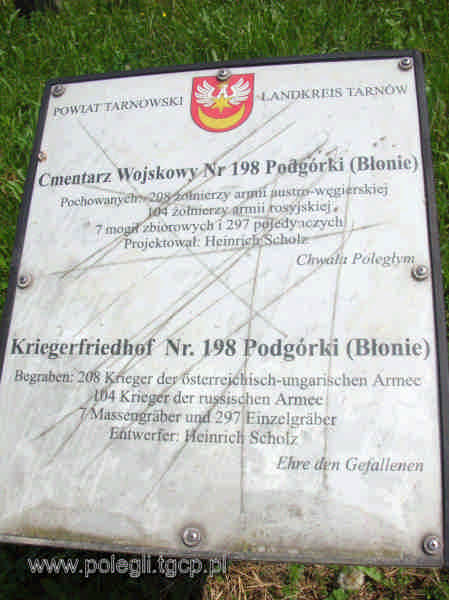 POWIAT TARNOWSKI LANDKREIS TARNÓW
Cmentarz Wojskowy Nr 198 Podgórki (Błonie)
Pochowanych: 208 żołnierzy armii austro-węgierskiej
104 żołnierzy armii rosyjskiej
7 mogił zbiorowych i 297 pojedynczych
Projektował: Heinrich Scholz
Chwała Poległym
Kriegerfriedhof Nr. 198 Podgórki (Błonie)
Begraben: 208 Krieger der österreichisch-ungarischen Armee
104 Krieger der russischen Armee
7 Massengräber und 297 Einzelgräber
Entwerfer: Heinrich Scholz
Ehre den Gefallenen
www.polegli.tgcp.pl